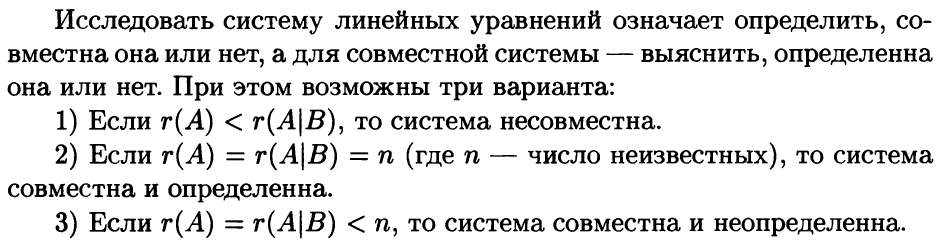 Исследовать систему линейных уравнений означает определить, со-
вместна она или нет, а для совместной системы — выяснить, определенна
она или нет. При этом возможны три варианта:
1) Если r(A) < r(A|B), то система несовместна.
2) Если r(A) = r(A|B) = n (где n — число неизвестных), то система
совместна и определенна.
3) Если r(A) = r(A|B) < n, то система совместна и неопределенна.